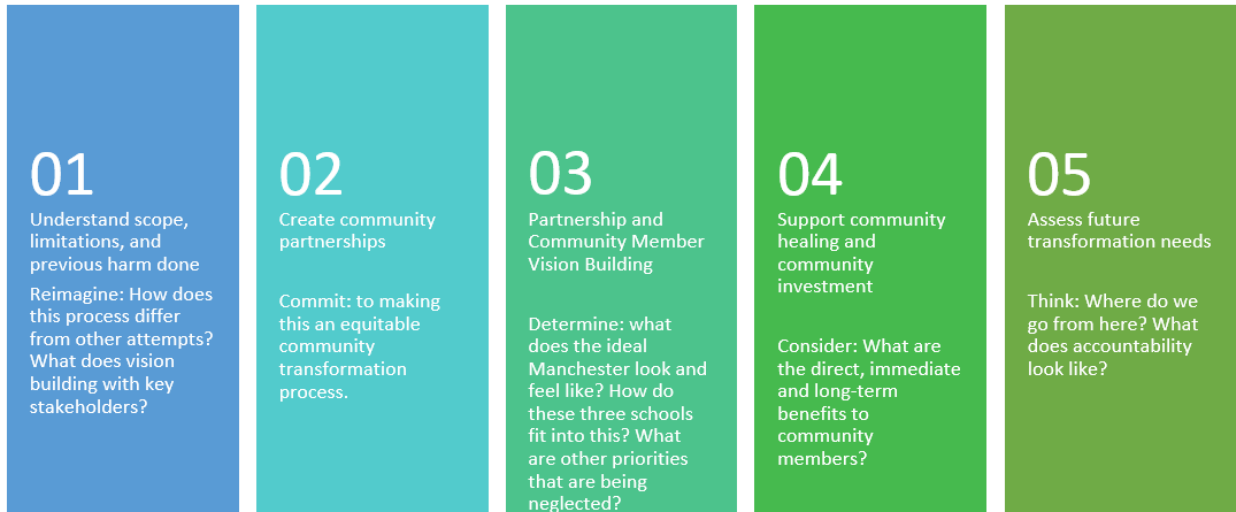 01
Understand scope,
limitations, and
previous harm done
Reimagine: How does
this process differ
from other attempts?
What does vision
building with key
stakeholders?
02
Create community
partnerships
Commit: to making
this an equitable
community
transformation
process.
03
Partnership and
Community Member
Vision Building
Determine: what
does the ideal
Manchester look and
feel like? How do
these three schools
fit into this? What
are other priorities
that are being
neglected?
04
Support community
healing and
community
investment
Consider: What are
the direct, immediate
and long-term
benefits to
community
members?
05
Assess future
transformation needs
Think: Where do we
go from here? What
does accountability
look like?